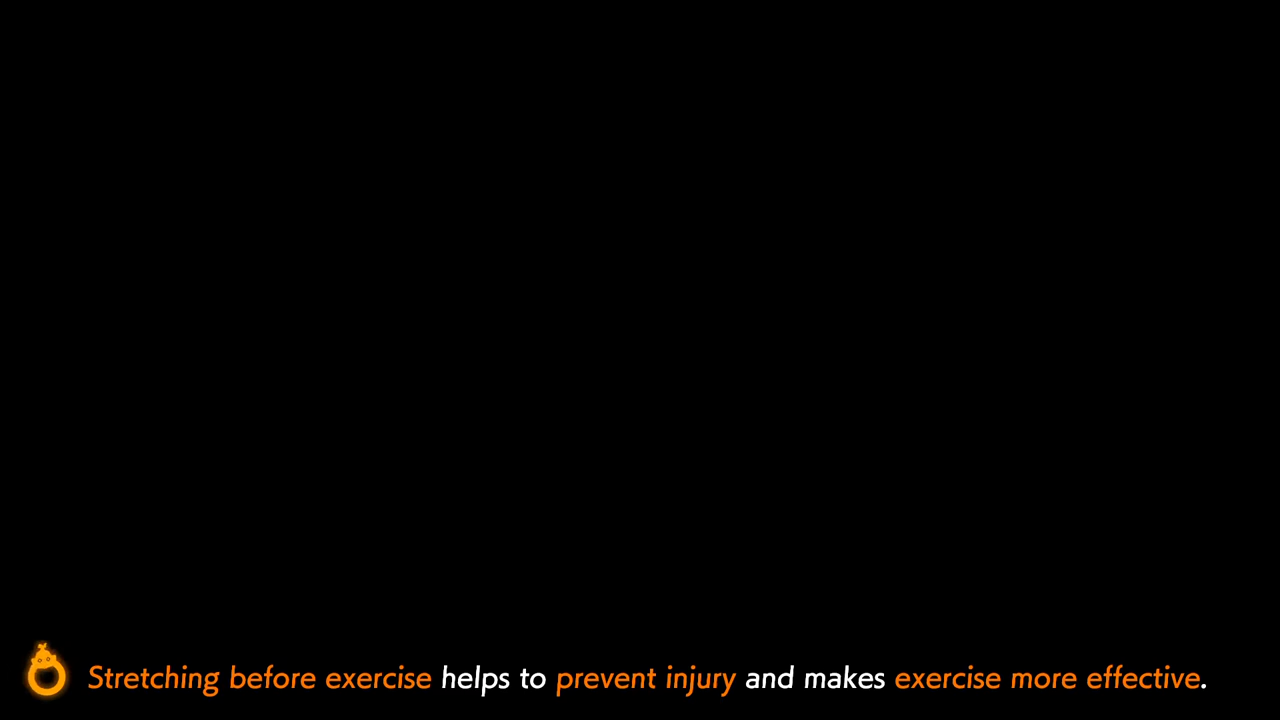 Stretching before exercise helps to prevent injury and makes exercise more effective.